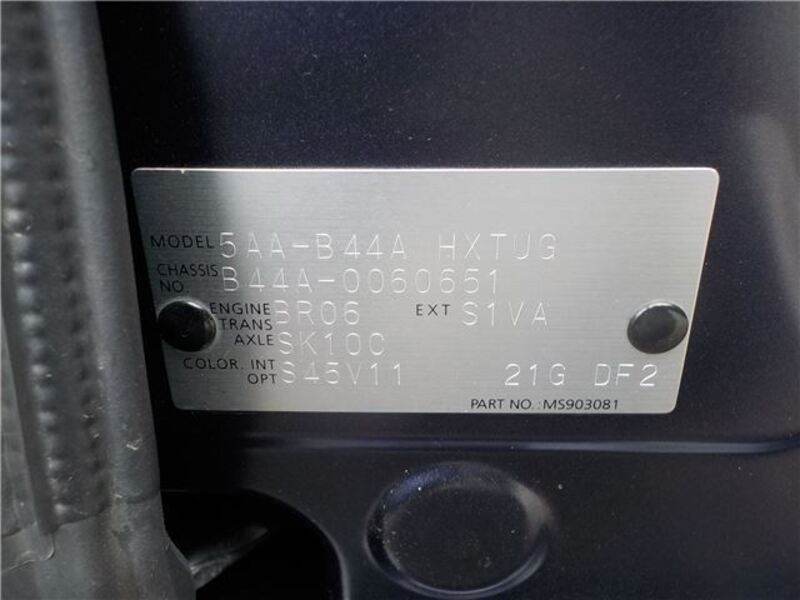 MODEL 5AA-B44A HXTUG
CHASSIS NO. B44A-0060651
ENGINE BR06 EXT S1VA
TRANS AXLE SK10C
COLOR. INT OPT S45V11 21G DF2
PART NO.:MS903081